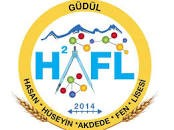 GÜDÜL
H²AFL
2014
HASAN HÜSEYİN AKDEDE FEN LİSESİ